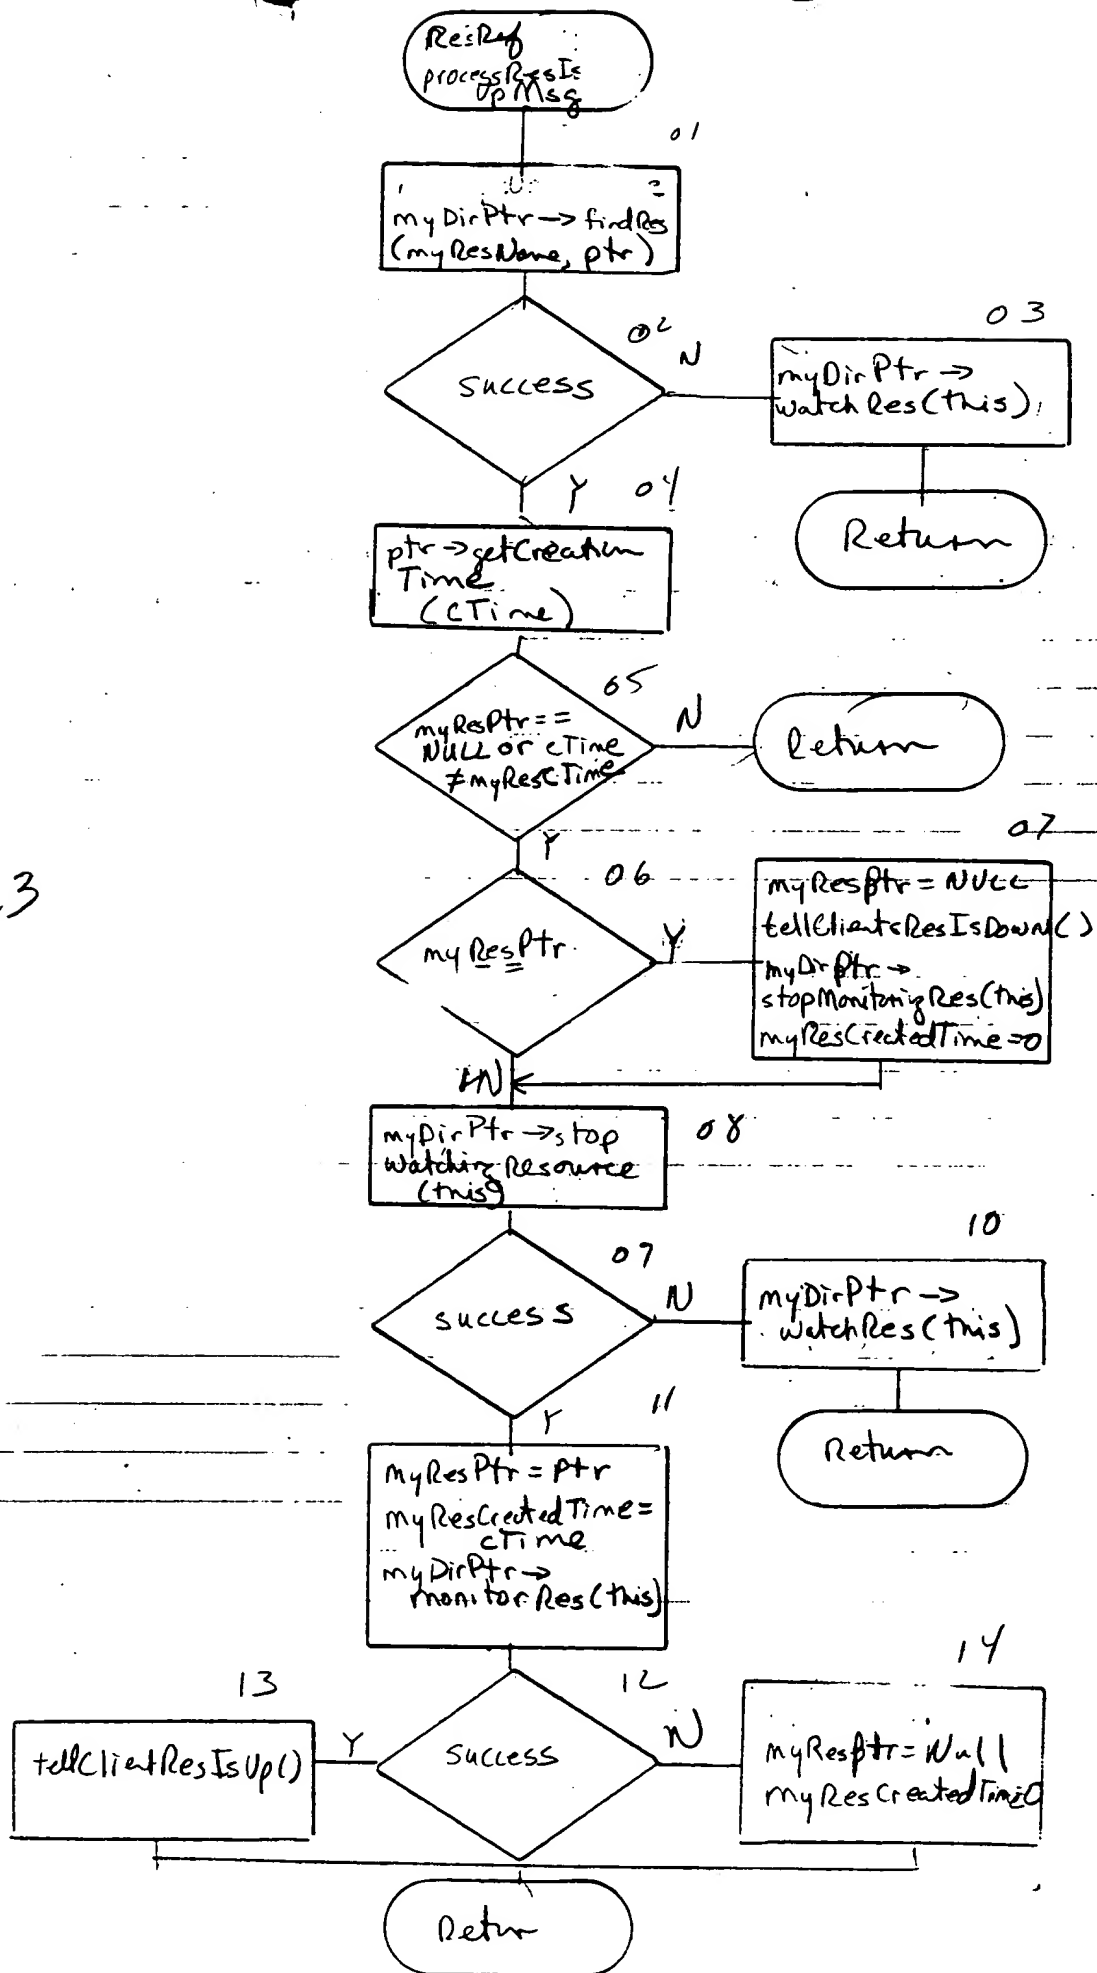 ResRef
processResIs
UpMsg
01
myDirPtr → findRes
(myResName, ptr)
02
success
N
03
myDirPtr →
watchRes(this)
Return
Y
04
ptr → getCreation
Time
(cTime)
05
myResPtr ==
NULL or cTime
≠ myResCTime
N
Return
Y
06
myResPtr
Y
07
myResPtr = NULL
tellClientsResIsDown()
myDirPtr →
stopMonitoringRes(this)
myResCreatedTime=0
3
N
08
myDirPtr → stop
watching Resource
(this)
09
success
N
10
myDirPtr →
watchRes(this)
Return
Y
11
myResPtr = ptr
myResCreatedTime=
cTime
myDirPtr →
monitorRes(this)
12
success
Y
13
tellClientResIsUp()
N
14
myResPtr = Null
myResCreatedTime=0
Retur